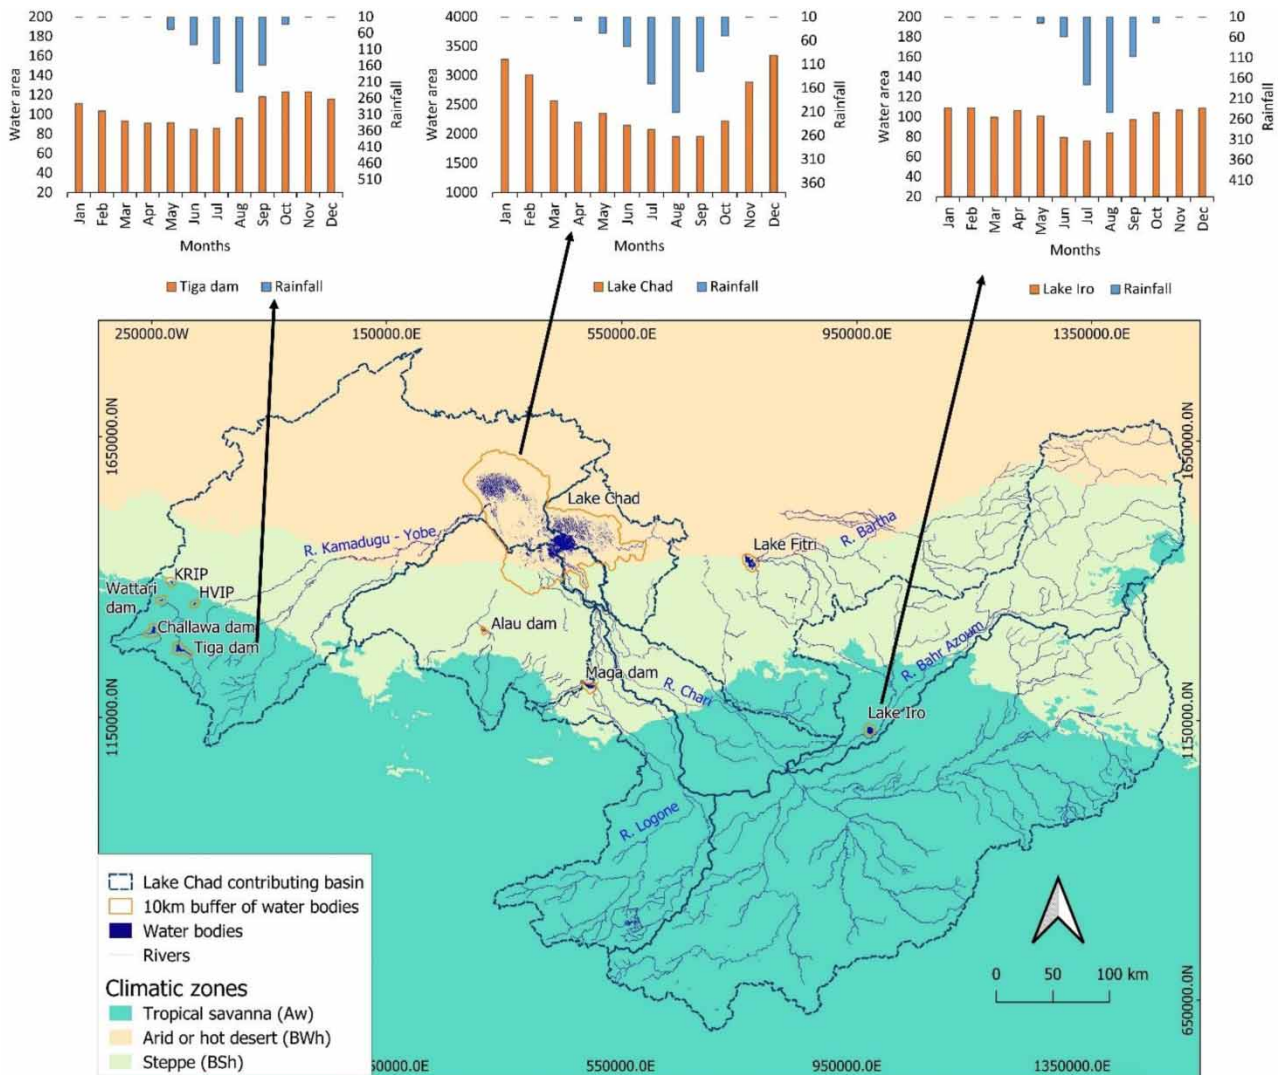 200
180
160
140
120
100
80
60
40
20
Water area
10
60
110
160
210
260
310
360
410
460
510
Rainfall
Jan
Feb
Mar
Apr
May
Jun
Jul
Aug
Sep
Oct
Nov
Dec
Months
Tiga dam Rainfall
4000
3500
3000
2500
2000
1500
1000
Water area
10
60
110
160
210
260
310
360
Rainfall
Jan
Feb
Mar
Apr
May
Jun
Jul
Aug
Sep
Oct
Nov
Dec
Months
Lake Chad Rainfall
200
180
160
140
120
100
80
60
40
20
Water area
10
60
110
160
210
260
310
360
410
Rainfall
Jan
Feb
Mar
Apr
May
Jun
Jul
Aug
Sep
Oct
Nov
Dec
Months
Lake Iro Rainfall
250000.0W 150000.0E 550000.0E 950000.0E 1350000.0E
1650000.0N
1650000.0N
Lake Chad
R. Kamadugu - Yobe
R. Bartha
Lake Fitri
KRIP
Wattari
dam
HVIP
Challawa dam
Tiga dam
Alau dam
Maga dam
R. Chari
R. Bahr Azoum
Lake Iro
1150000.0N
1150000.0N
R. Logone
Lake Chad contributing basin
10km buffer of water bodies
Water bodies
Rivers
Climatic zones
Tropical savanna (Aw)
Arid or hot desert (BWh)
Steppe (BSh)
0 50 100 km
650000.0N
50000.0E 550000.0E 950000.0E 1350000.0E